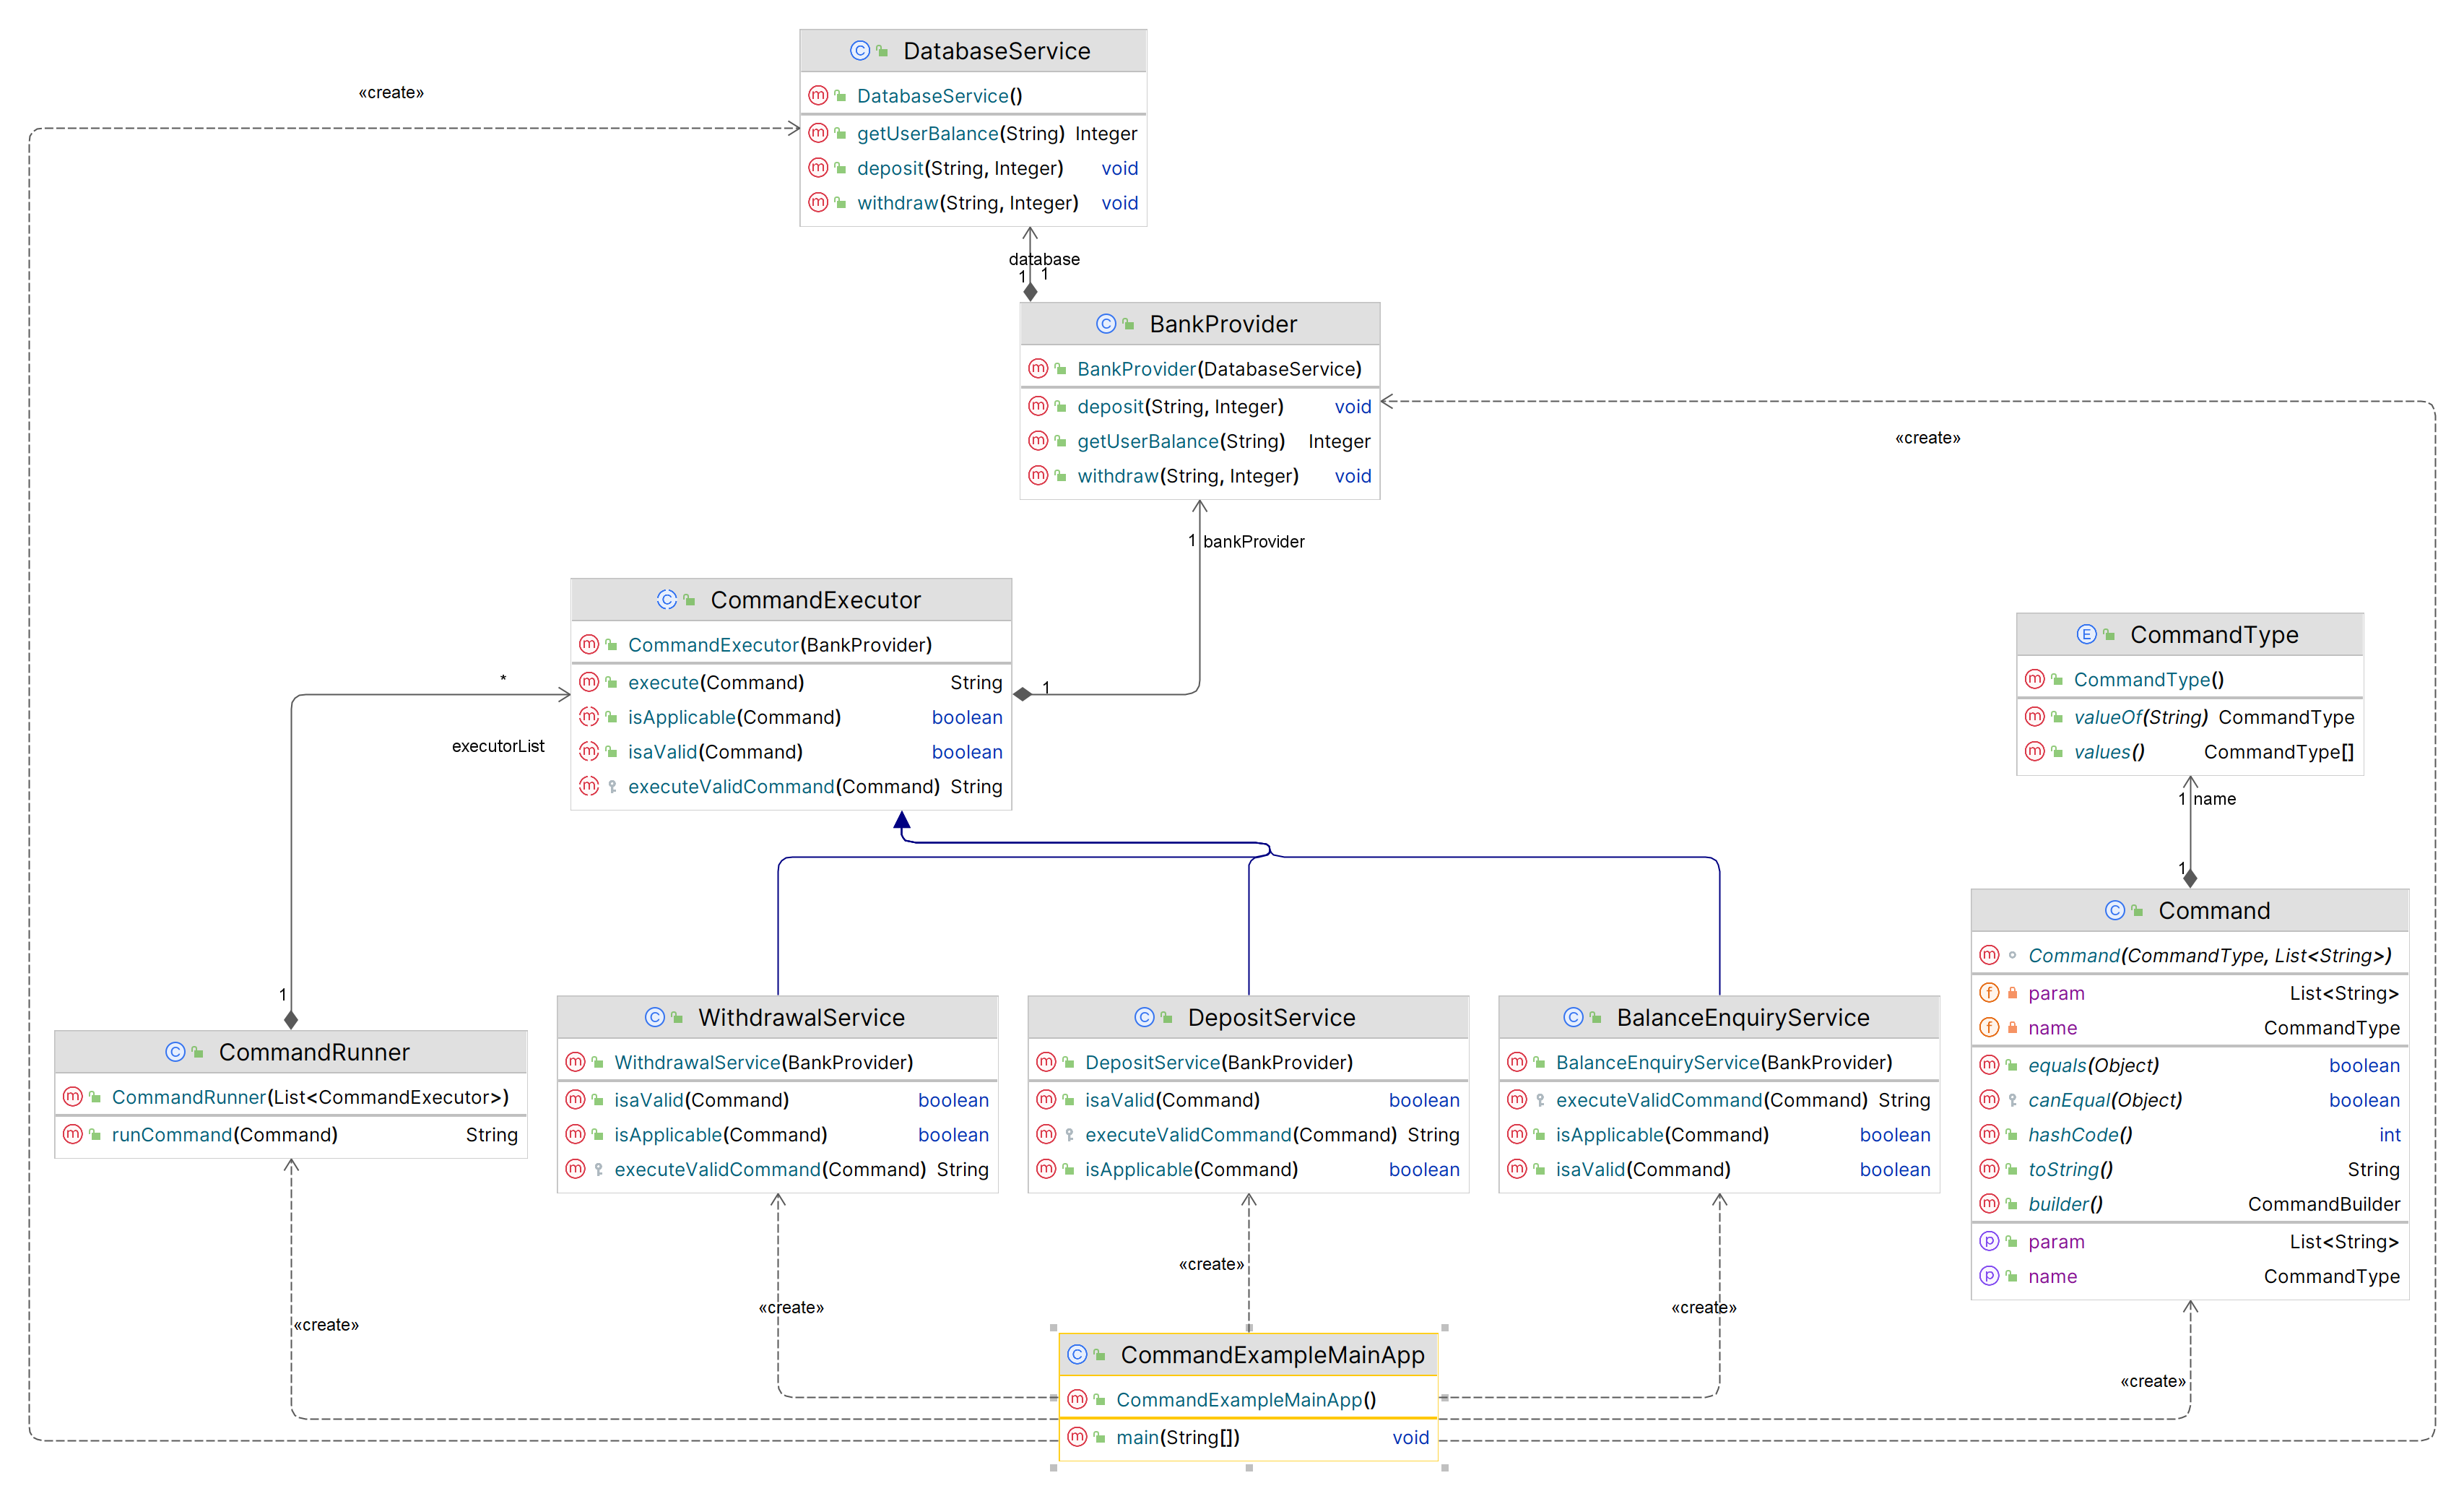 DatabaseService
DatabaseService()
getUserBalance(String) Integer
deposit(String, Integer) void
withdraw(String, Integer) void
«create»
database
1 1
BankProvider
BankProvider(DatabaseService)
deposit(String, Integer) void
getUserBalance(String) Integer
withdraw(String, Integer) void
«create»
1 bankProvider
CommandExecutor
CommandExecutor(BankProvider)
execute(Command) String
isApplicable(Command) boolean
isaValid(Command) boolean
executeValidCommand(Command) String
1
*
executorList
1
CommandType
CommandType()
valueOf(String) CommandType
values() CommandType[]
1 name
1
Command
Command(CommandType, List<String>)
param List<String>
name CommandType
equals(Object) boolean
canEqual(Object) boolean
hashCode() int
toString() String
builder() CommandBuilder
param List<String>
name CommandType
CommandRunner
CommandRunner(List<CommandExecutor>)
runCommand(Command) String
WithdrawalService
WithdrawalService(BankProvider)
isaValid(Command) boolean
isApplicable(Command) boolean
executeValidCommand(Command) String
DepositService
DepositService(BankProvider)
isaValid(Command) boolean
executeValidCommand(Command) String
isApplicable(Command) boolean
BalanceEnquiryService
BalanceEnquiryService(BankProvider)
executeValidCommand(Command) String
isApplicable(Command) boolean
isaValid(Command) boolean
«create»
«create»
«create»
«create»
«create»
CommandExampleMainApp
CommandExampleMainApp()
main(String[]) void